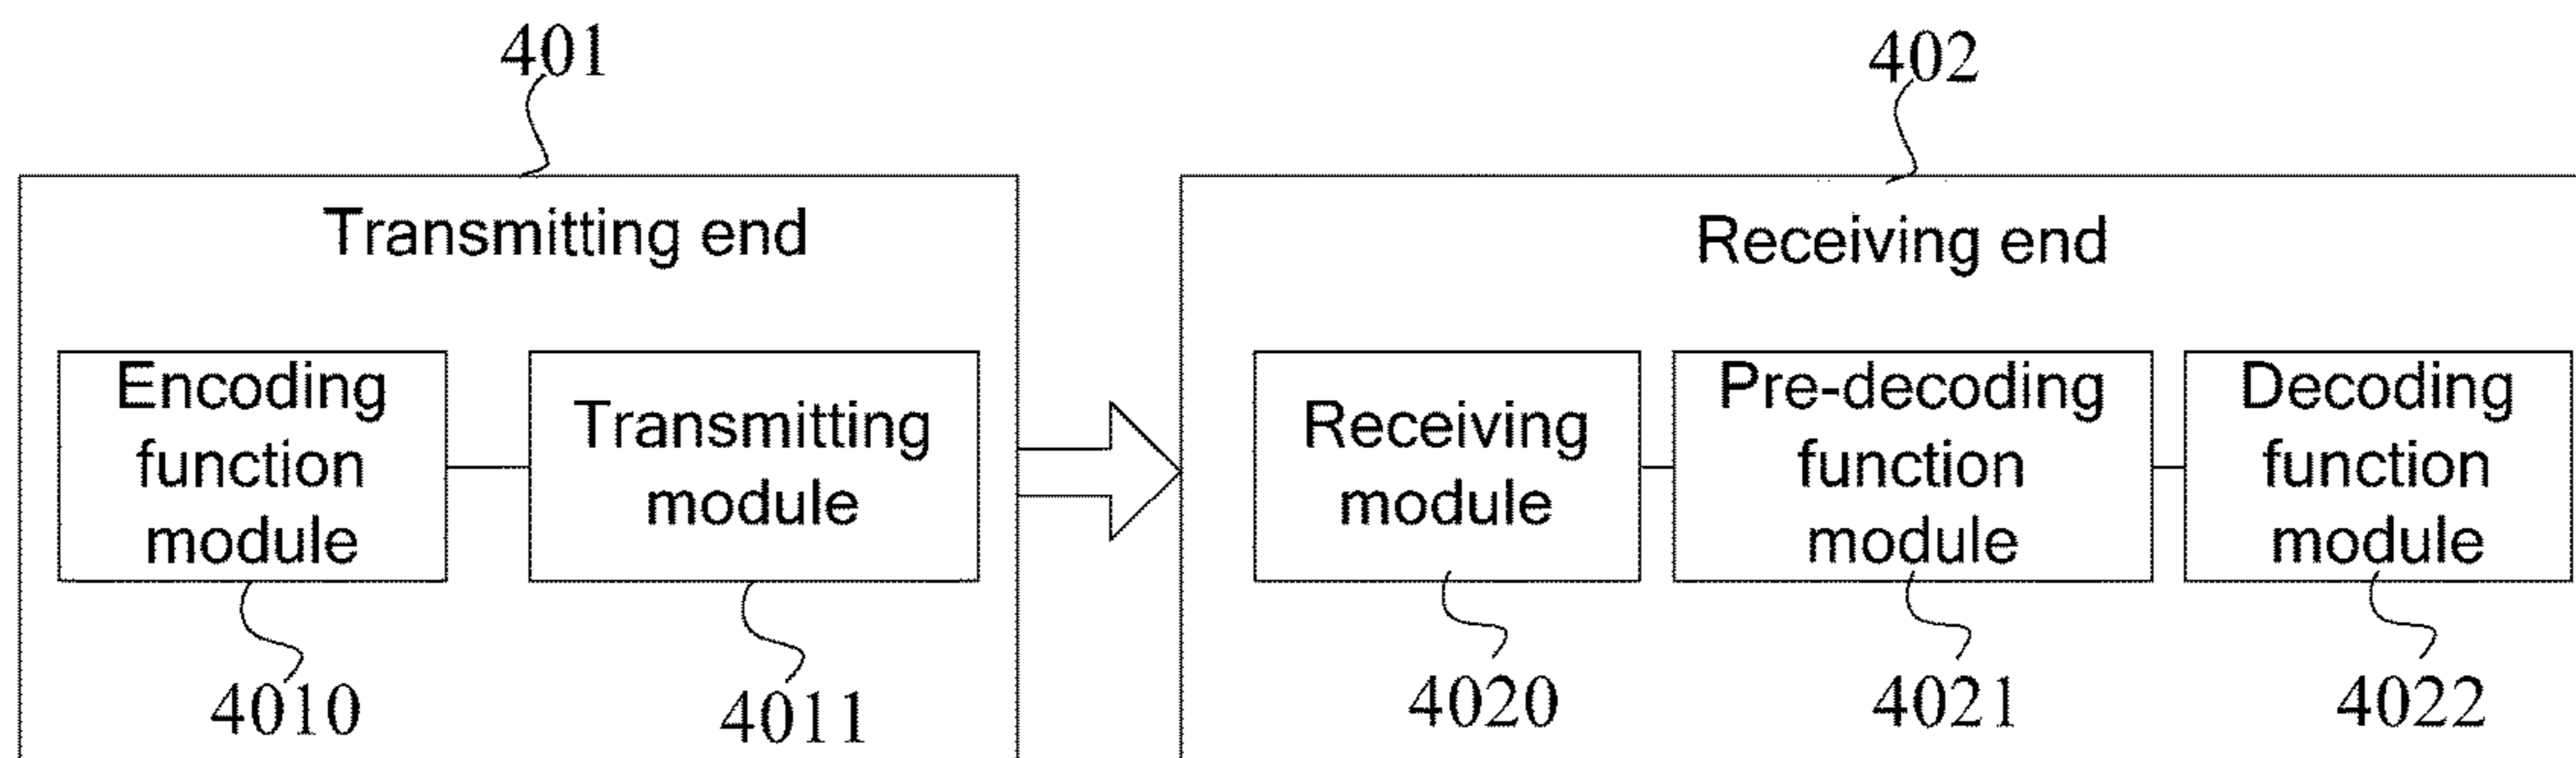 401
402
Transmitting end
Receiving end
Encoding
function
module
Transmitting
module
Receiving
module
Pre-decoding
function
module
Decoding
function
module
4010
4011
4020
4021
4022